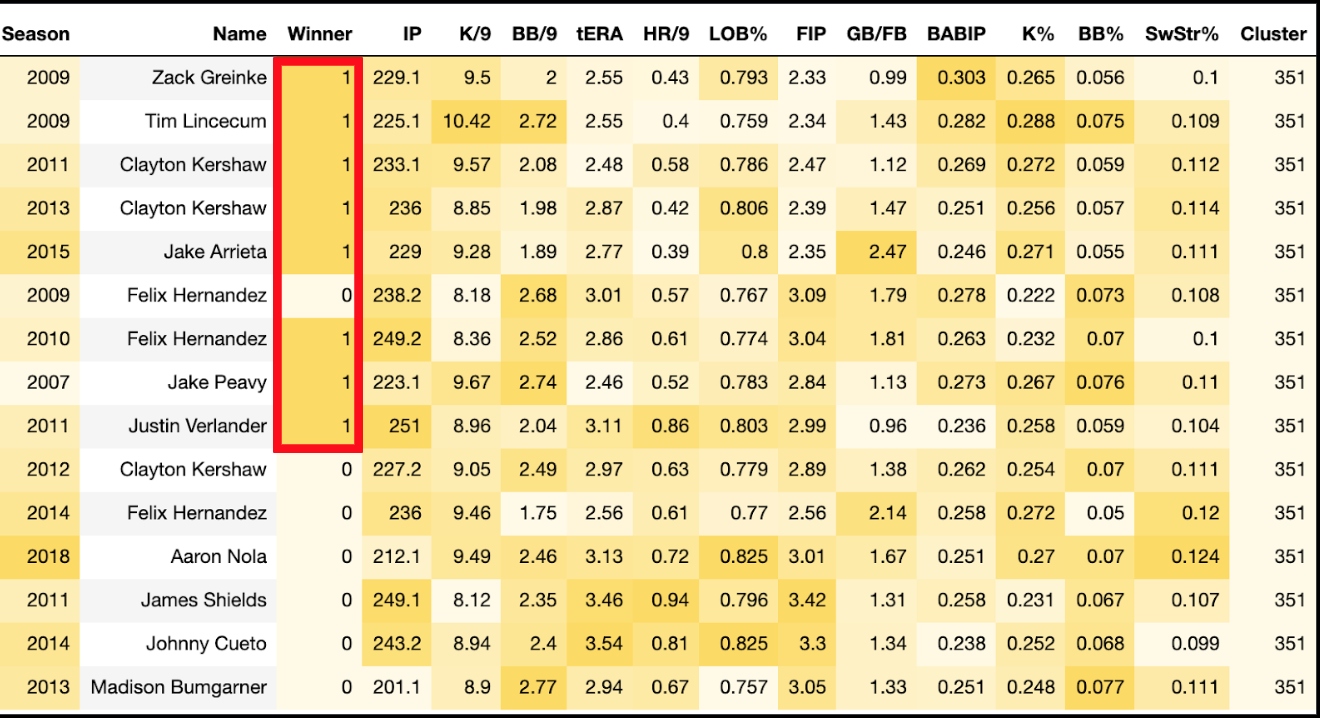 Season Name Winner IP K/9 BB/9 tERA HR/9 LOB% FIP GB/FB BABIP K% BB% SwStr% Cluster
2009 Zack Greinke 1 229.1 9.5 2 2.55 0.43 0.793 2.33 0.99 0.303 0.265 0.056 0.1 351
2009 Tim Lincecum 1 225.1 10.42 2.72 2.55 0.4 0.759 2.34 1.43 0.282 0.288 0.075 0.109 351
2011 Clayton Kershaw 1 233.1 9.57 2.08 2.48 0.58 0.786 2.47 1.12 0.269 0.272 0.059 0.112 351
2013 Clayton Kershaw 1 236 8.85 1.98 2.87 0.42 0.806 2.39 1.47 0.251 0.256 0.057 0.114 351
2015 Jake Arrieta 1 229 9.28 1.89 2.77 0.39 0.8 2.35 2.47 0.246 0.271 0.055 0.111 351
2009 Felix Hernandez 0 238.2 8.18 2.68 3.01 0.57 0.767 3.09 1.79 0.278 0.222 0.073 0.108 351
2010 Felix Hernandez 1 249.2 8.36 2.52 2.86 0.61 0.774 3.04 1.81 0.263 0.232 0.07 0.1 351
2007 Jake Peavy 1 223.1 9.67 2.74 2.46 0.52 0.783 2.84 1.13 0.273 0.267 0.076 0.11 351
2011 Justin Verlander 1 251 8.96 2.04 3.11 0.86 0.803 2.99 0.96 0.236 0.258 0.059 0.104 351
2012 Clayton Kershaw 0 227.2 9.05 2.49 2.97 0.63 0.779 2.89 1.38 0.262 0.254 0.07 0.111 351
2014 Felix Hernandez 0 236 9.46 1.75 2.56 0.61 0.77 2.56 2.14 0.258 0.272 0.05 0.12 351
2018 Aaron Nola 0 212.1 9.49 2.46 3.13 0.72 0.825 3.01 1.67 0.251 0.27 0.07 0.124 351
2011 James Shields 0 249.1 8.12 2.35 3.46 0.94 0.796 3.42 1.31 0.258 0.231 0.067 0.107 351
2014 Johnny Cueto 0 243.2 8.94 2.4 3.54 0.81 0.825 3.3 1.34 0.238 0.252 0.068 0.099 351
2013 Madison Bumgarner 0 201.1 8.9 2.77 2.94 0.67 0.757 3.05 1.33 0.251 0.248 0.077 0.111 351